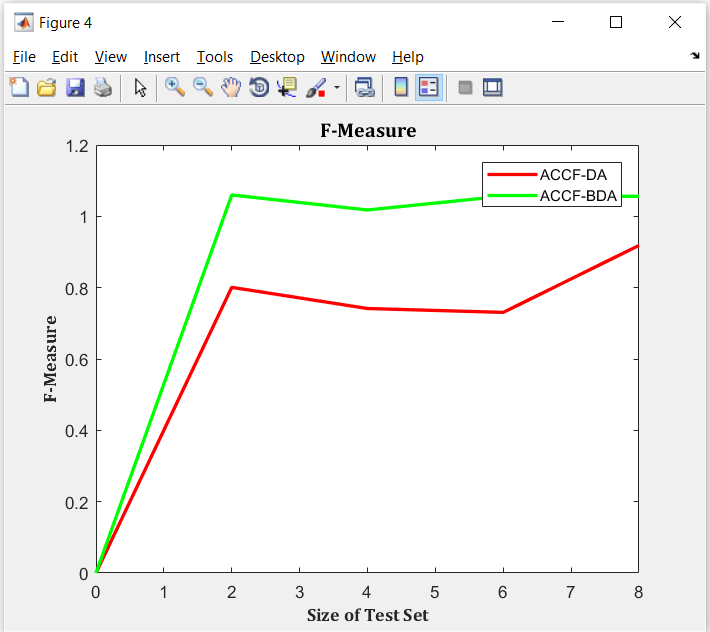 Figure 4
File Edit View Insert Tools Desktop Window Help
F-Measure
1.2
1
0.8
0.6
0.4
0.2
0
F-Measure
ACCF-DA
ACCF-BDA
0 1 2 3 4 5 6 7 8
Size of Test Set